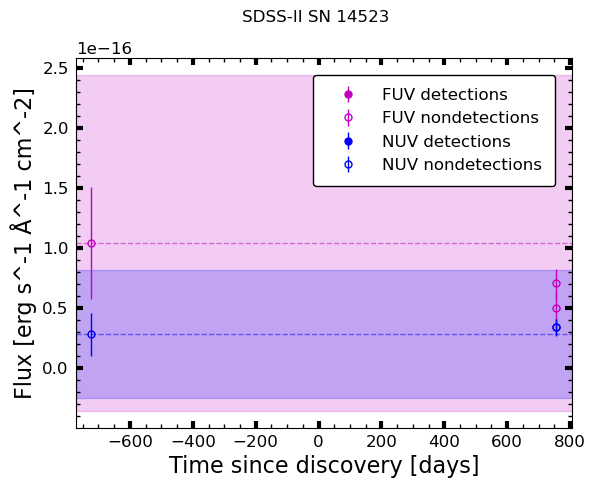 SDSS-II SN 14523
1e−16
2.5
2.0
1.5
1.0
0.5
0.0
Flux [erg s^-1 Å^-1 cm^-2]
FUV detections
FUV nondetections
NUV detections
NUV nondetections
−600 −400 −200 0 200 400 600 800
Time since discovery [days]